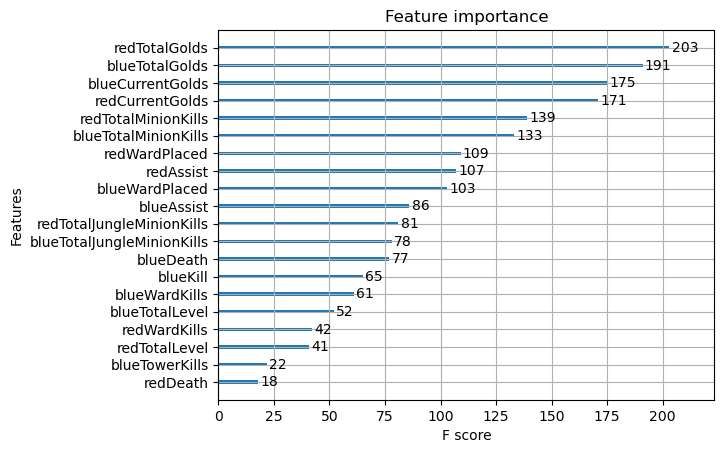 Feature importance
redTotalGolds 203
blueTotalGolds 191
blueCurrentGolds 175
redCurrentGolds 171
redTotalMinionKills 139
blueTotalMinionKills 133
redWardPlaced 109
redAssist 107
blueWardPlaced 103
blueAssist 86
redTotalJungleMinionKills 81
blueTotalJungleMinionKills 78
blueDeath 77
blueKill 65
blueWardKills 61
blueTotalLevel 52
redWardKills 42
redTotalLevel 41
blueTowerKills 22
redDeath 18
Features
0 25 50 75 100 125 150 175 200
F score